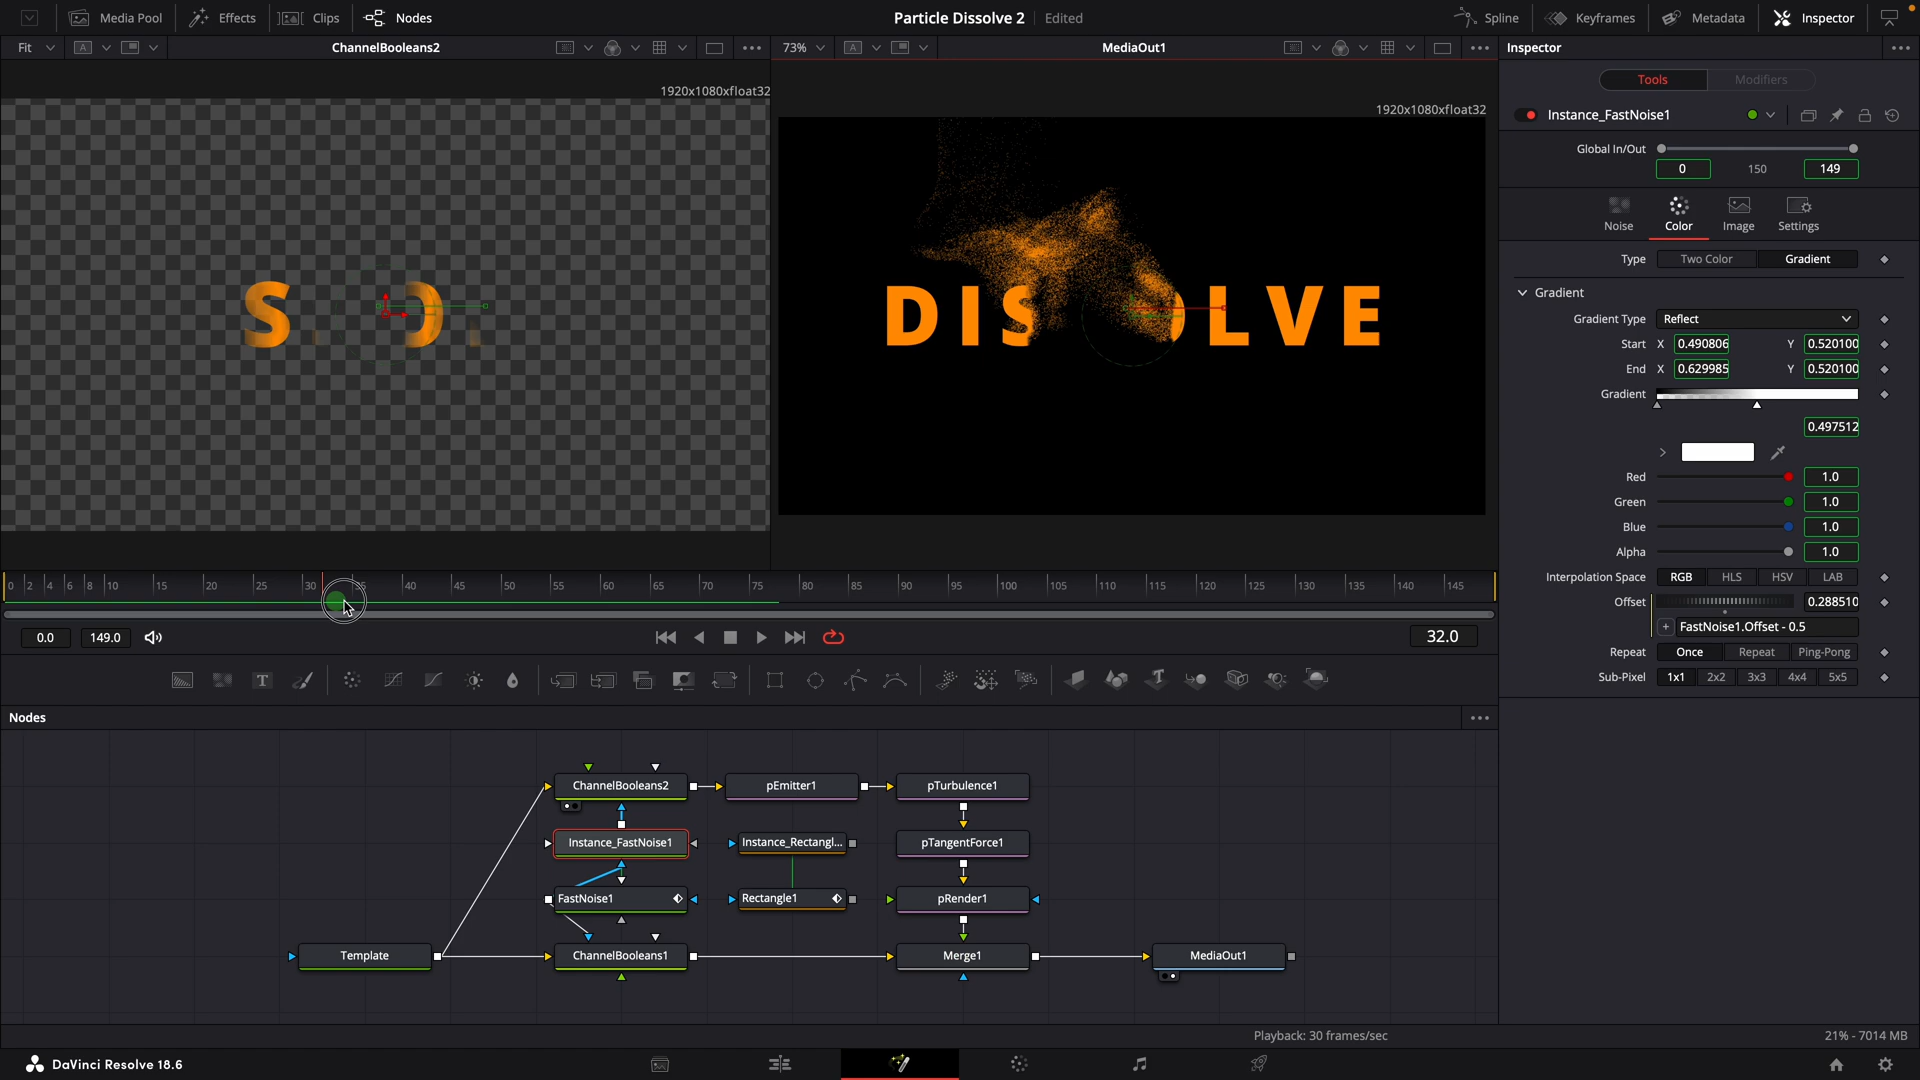 Media Pool
Effects
Clips
Nodes
Particle Dissolve 2
Edited
Spline
Keyframes
Metadata
Inspector
Fit
A
ChannelBooleans2
73%
A
MediaOut1
Inspector
1920x1080xfloat32
1920x1080xfloat32
Tools
Modifiers
Instance_FastNoise1
Global In/Out
0
150
149
Noise
Color
Image
Settings
Type
Two Color
Gradient
Gradient
Gradient Type
Reflect
Start
X
0.490806
Y
0.520100
End
X
0.629985
Y
0.520100
Gradient
0.497512
Red
1.0
Green
1.0
Blue
1.0
Alpha
1.0
Interpolation Space
RGB
HLS
HSV
LAB
Offset
0.288510
FastNoise1.Offset - 0.5
Repeat
Once
Repeat
Ping-Pong
Sub-Pixel
1x1
2x2
3x3
4x4
5x5
DIS
LVE
0
2
4
6
8
10
15
20
25
30
40
45
50
55
60
65
70
75
80
85
90
95
100
105
110
115
120
125
130
135
140
145
0.0
149.0
32.0
Nodes
ChannelBooleans2
pEmitter1
pTurbulence1
Instance_FastNoise1
Instance_Rectangl...
pTangentForce1
FastNoise1
Rectangle1
pRender1
Template
ChannelBooleans1
Merge1
MediaOut1
Playback: 30 frames/sec
21% - 7014 MB
DaVinci Resolve 18.6